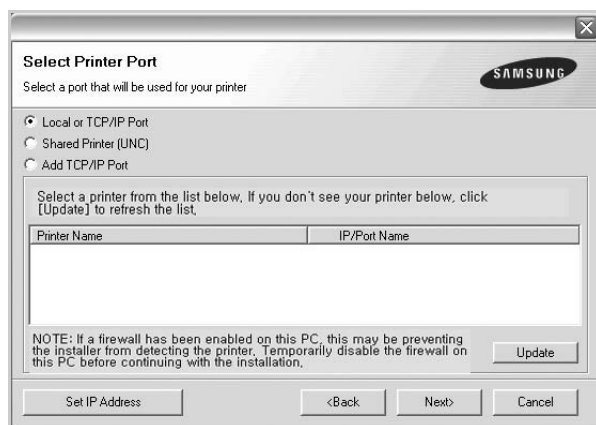 Select Printer Port
Select a port that will be used for your printer
SAMSUNG
Local or TCP/IP Port
Shared Printer (UNC)
Add TCP/IP Port
Select a printer from the list below, If you don't see your printer below, click
[Update] to refresh the list,
Printer Name IP/Port Name
NOTE: If a firewall has been enabled on this PC, this may be preventing
the installer from detecting the printer, Temporarily disable the firewall on
this PC before continuing with the installation,
Update
Set IP Address <Back Next> Cancel